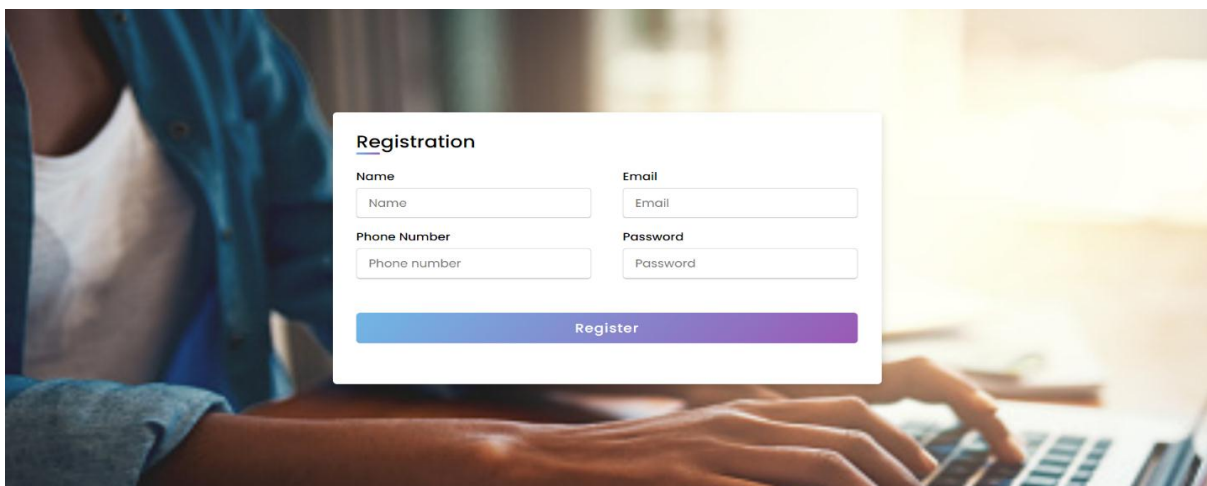 Registration
Name Email
Name Email
Phone Number Password
Phone number Password
Register